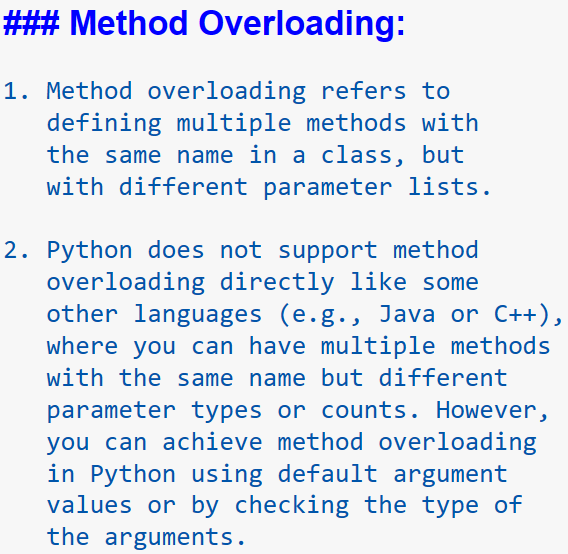 ### Method Overloading:
1. Method overloading refers to
defining multiple methods with
the same name in a class, but
with different parameter lists.
2. Python does not support method
overloading directly like some
other languages (e.g., Java or C++),
where you can have multiple methods
with the same name but different
parameter types or counts. However,
you can achieve method overloading
in Python using default argument
values or by checking the type of
the arguments.